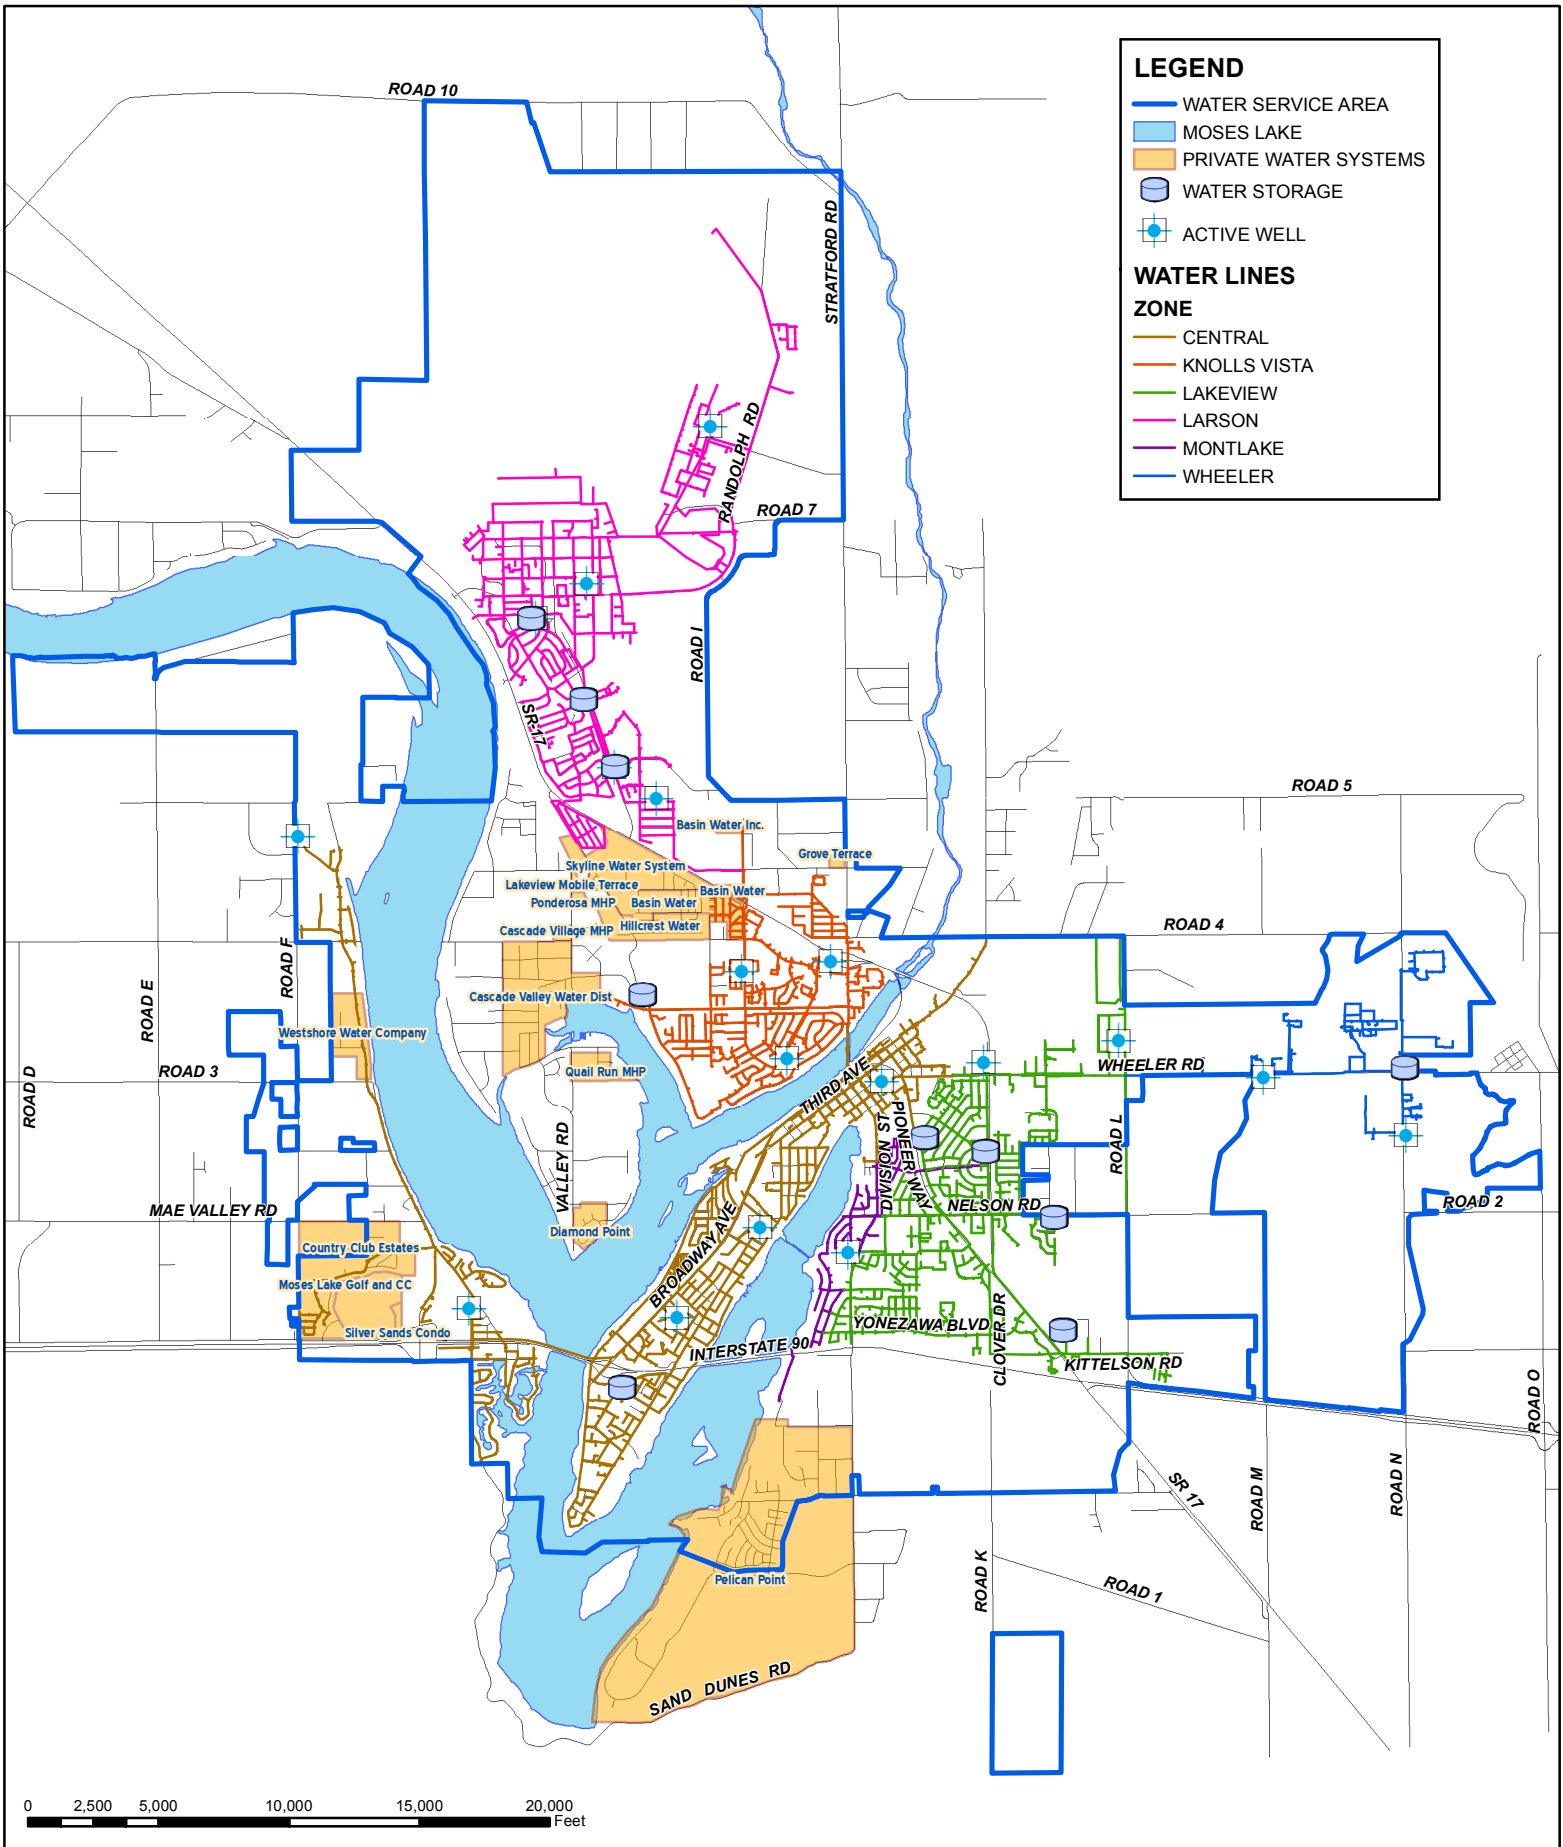 LEGEND
WATER SERVICE AREA
MOSES LAKE
PRIVATE WATER SYSTEMS
WATER STORAGE
ACTIVE WELL
WATER LINES
ZONE
CENTRAL
KNOLLS VISTA
LAKEVIEW
LARSON
MONTLAKE
WHEELER
ROAD 10
STRATFORD RD
RANDOLPH RD
ROAD 7
ROAD I
SR-17
ROAD 5
Basin Water Inc.
Grove Terrace
Skyline Water System
Lakeview Mobile Terrace
Basin Water
Ponderosa MHP
Basin Water
Hillcrest Water
Cascade Village MHP
ROAD 4
ROAD F
ROAD E
Cascade Valley Water Dist
Westshore Water Company
ROAD 3
ROAD D
Quail Run MHP
WHEELER RD
THIRD AVE
PIONEER WAY
DIVISION ST
ROAD L
VALLEY RD
NELSON RD
ROAD 2
MAE VALLEY RD
Diamond Point
Country Club Estates
BROADWAY AVE
Moses Lake Golf and CC
Silver Sands Condo
YONEZAWA BLVD
CLOVER DR
INTERSTATE 90
KITTELSON RD
ROAD O
ROAD N
ROAD M
SR 17
ROAD K
ROAD 1
Pelican Point
SAND DUNES RD
0 2,500 5,000 10,000 15,000 20,000
Feet